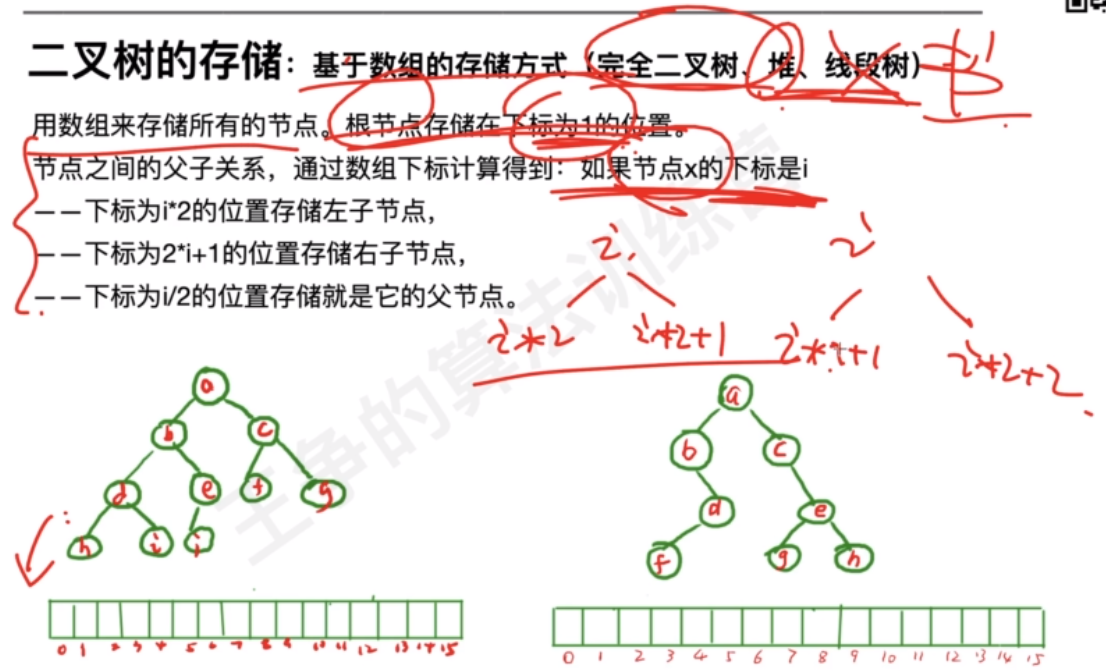 二叉树的存储：基于数组的存储方式（完全二叉树、堆、线段树）
用数组来存储所有的节点。根节点存储在下标为1的位置。
节点之间的父子关系，通过数组下标计算得到：如果节点x的下标是i
——下标为i*2的位置存储左子节点，
——下标为2*i+1的位置存储右子节点，
——下标为i/2的位置存储就是它的父节点。
i
i
i*2 i*2+1
i*2+1 i*2+2
王争的算法训练营
a
b c
d e f g
h i j
a
b c
d e
f g h
0 1 2 3 4 5 6 7 8 9 10 11 12 13 14 15
0 1 2 3 4 5 6 7 8 9 10 11 12 13 14 15